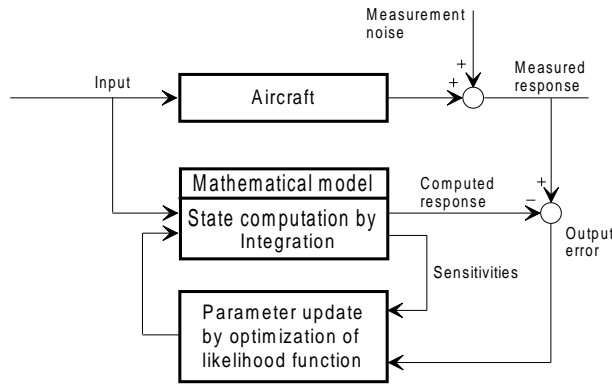 Measurement
noise
Input
+
+
Measured
response
Aircraft
Mathematical model
State computation by
Integration
Computed
response
+
−
Output
error
Sensitivities
Parameter update
by optimization of
likelihood function